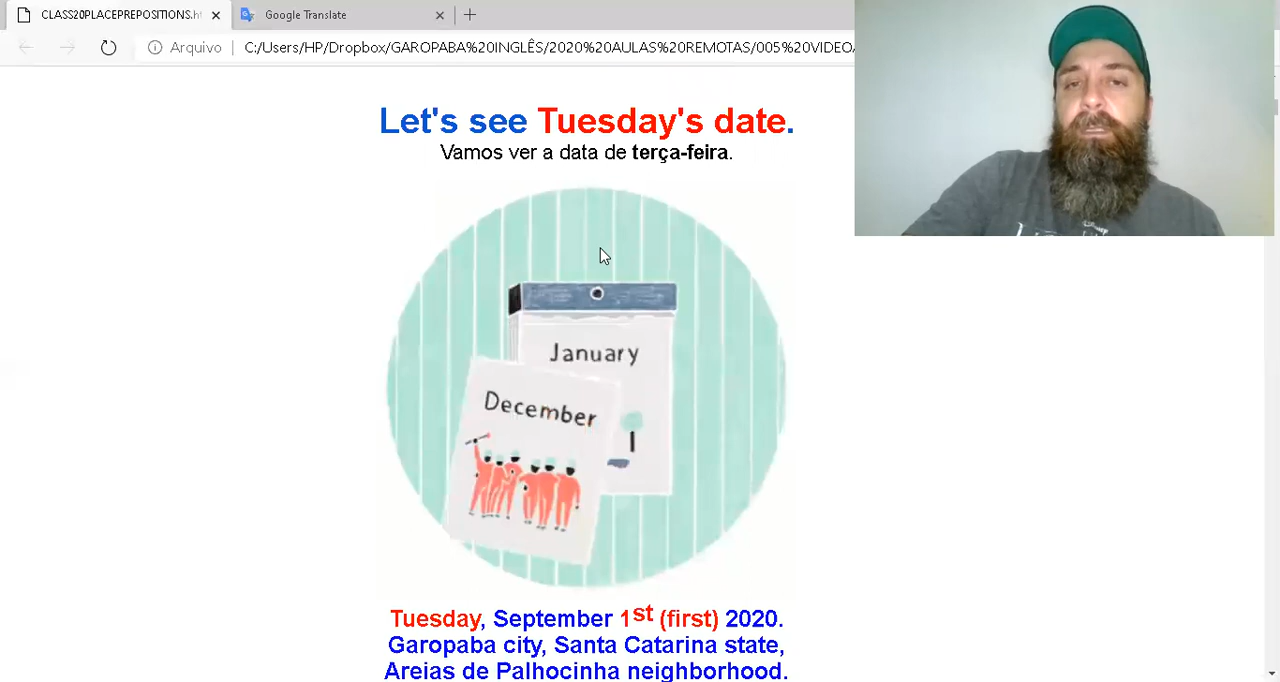 CLASS20PLACEPREPOSITIONS.h
Google Translate
Arquivo
C:/Users/HP/Dropbox/GAROPABA%20INGLÊS/2020%20AULAS%20REMOTAS/005%20VIDEO
Let's see Tuesday's date.
Vamos ver a data de terça-feira.
January
December
Tuesday, September 1st (first) 2020.
Garopaba city, Santa Catarina state,
Areias de Palhocinha neighborhood.